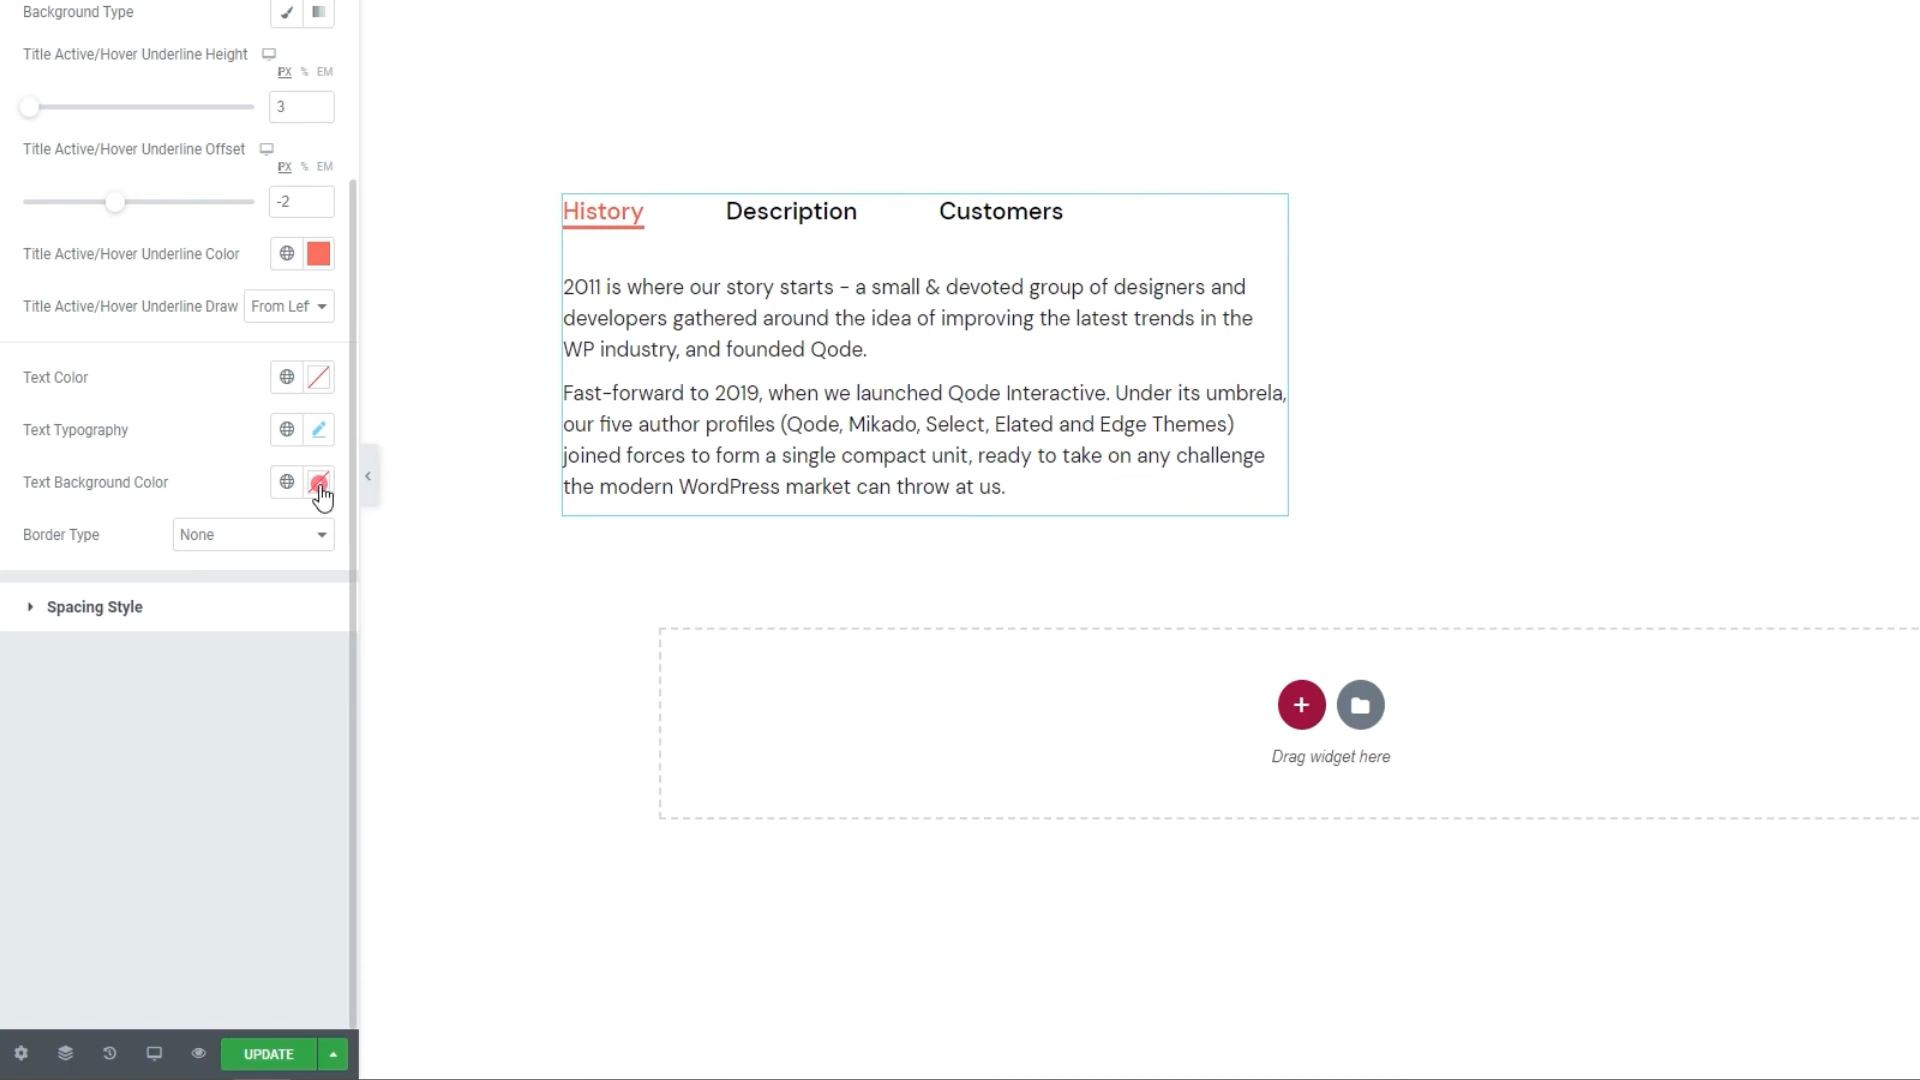 Background Type
Title Active/Hover Underline Height
PX % EM
3
Title Active/Hover Underline Offset
PX % EM
-2
Title Active/Hover Underline Color
Title Active/Hover Underline Draw From Lef
Text Color
Text Typography
Text Background Color
Border Type None
Spacing Style
UPDATE
History Description Customers
2011 is where our story starts - a small & devoted group of designers and
developers gathered around the idea of improving the latest trends in the
WP industry, and founded Qode.
Fast-forward to 2019, when we launched Qode Interactive. Under its umbrela,
our five author profiles (Qode, Mikado, Select, Elated and Edge Themes)
joined forces to form a single compact unit, ready to take on any challenge
the modern WordPress market can throw at us.
Drag widget here